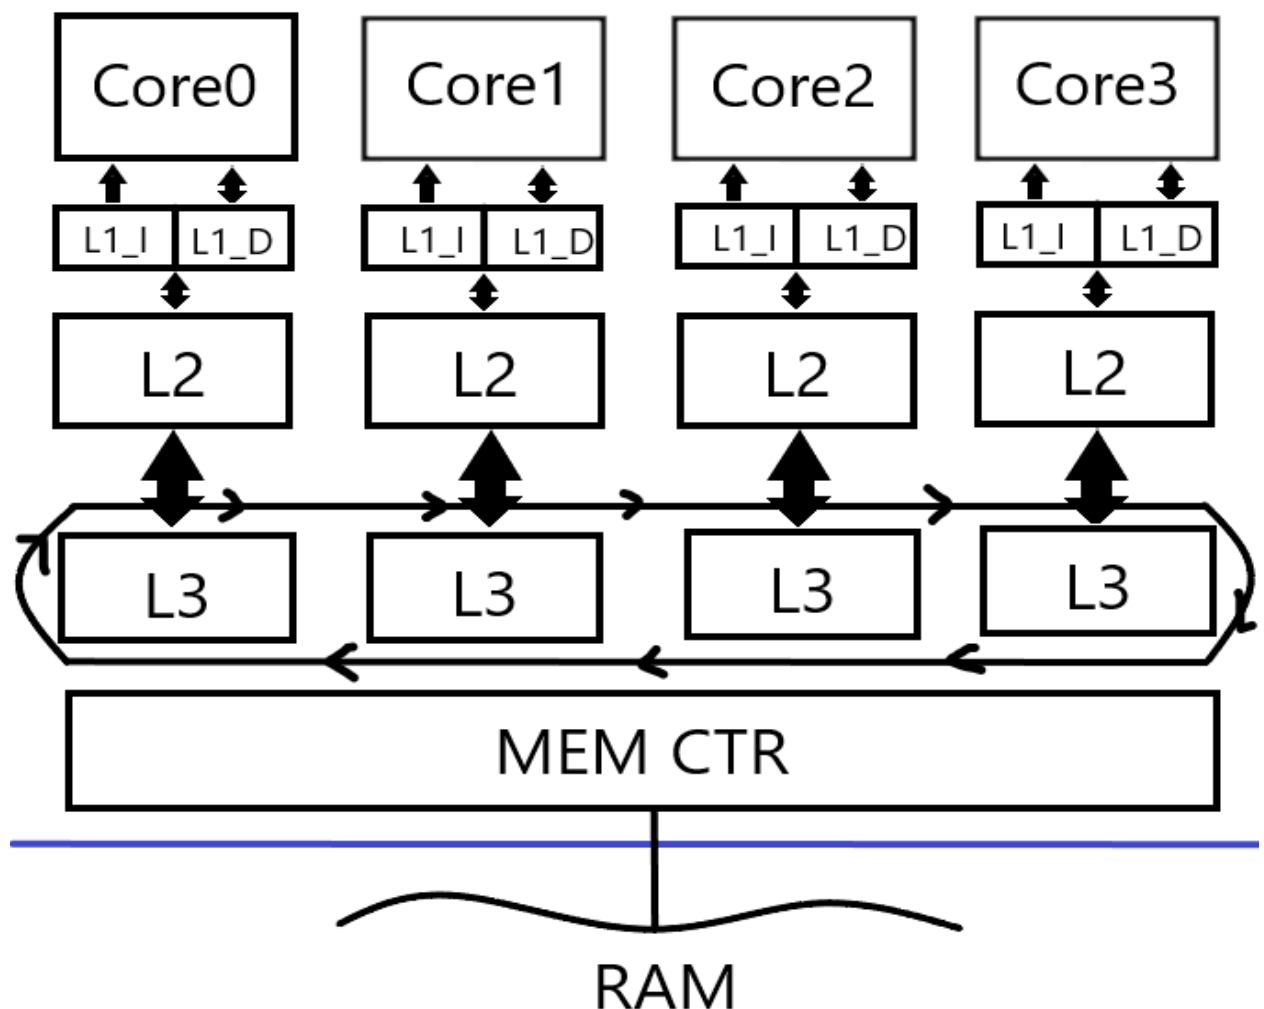 Core0 Core1 Core2 Core3
L1_I L1_D L1_I L1_D L1_I L1_D L1_I L1_D
L2 L2 L2 L2
L3 L3 L3 L3
MEM CTR
RAM